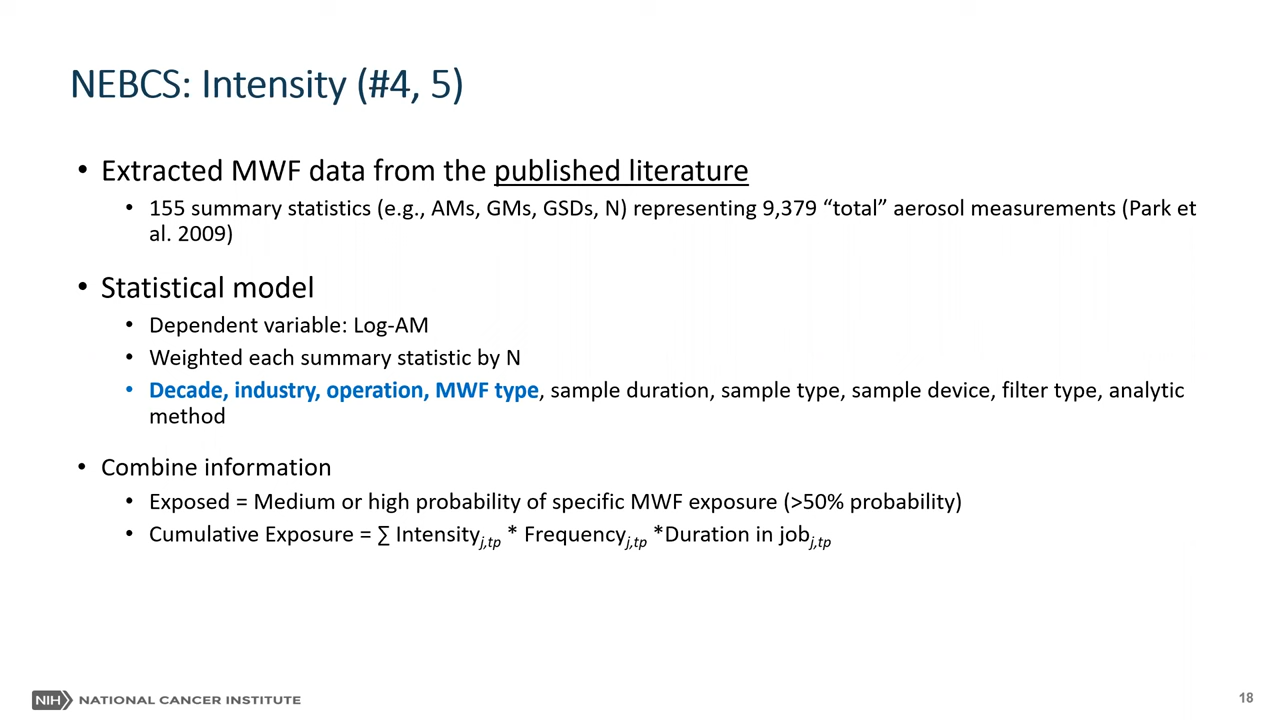 NEBCS: Intensity (#4, 5)
• Extracted MWF data from the published literature
• 155 summary statistics (e.g., AMs, GMs, GSDs, N) representing 9,379 “total” aerosol measurements (Park et
al. 2009)
• Statistical model
• Dependent variable: Log-AM
• Weighted each summary statistic by N
• Decade, industry, operation, MWF type, sample duration, sample type, sample device, filter type, analytic
method
• Combine information
• Exposed = Medium or high probability of specific MWF exposure (>50% probability)
• Cumulative Exposure = ∑ Intensityj,tp * Frequencyj,tp *Duration in jobj,tp
NIH NATIONAL CANCER INSTITUTE
18